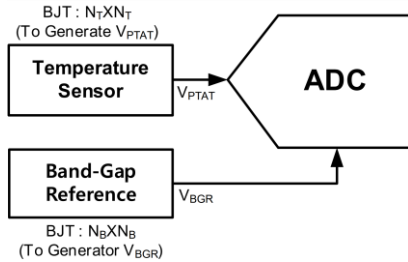 BJT : NTXNT
(To Generate VPTAT)
Temperature
Sensor
VPTAT
ADC
Band-Gap
Reference
VBGR
BJT : NBXNB
(To Generator VBGR)